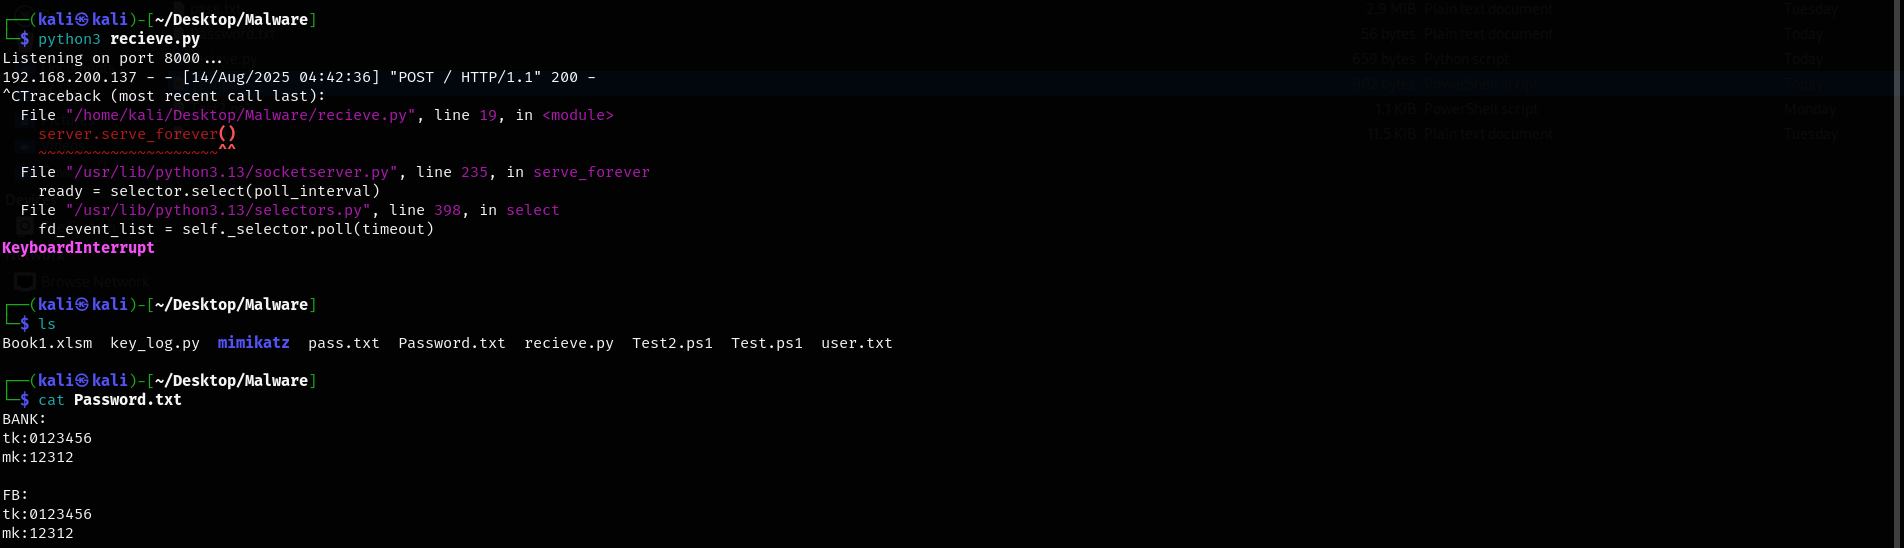 (kali㉿kali)-[~/Desktop/Malware]
$ python3 recieve.py
Listening on port 8000...
192.168.200.137 - - [14/Aug/2025 04:42:36] "POST / HTTP/1.1" 200 -
^CTraceback (most recent call last):
File "/home/kali/Desktop/Malware/recieve.py", line 19, in <module>
server.serve_forever()
~~~~~~~~~~~~~~~~~~~~^^
File "/usr/lib/python3.13/socketserver.py", line 235, in serve_forever
ready = selector.select(poll_interval)
File "/usr/lib/python3.13/selectors.py", line 398, in select
fd_event_list = self._selector.poll(timeout)
KeyboardInterrupt
Browse Network
(kali㉿kali)-[~/Desktop/Malware]
$ ls
Book1.xlsm key_log.py mimikatz pass.txt Password.txt recieve.py Test2.ps1 Test.ps1 user.txt
(kali㉿kali)-[~/Desktop/Malware]
$ cat Password.txt
BANK:
tk:0123456
mk:12312
FB:
tk:0123456
mk:12312
2.9 MiB Plain text document Tuesday
56 bytes Plain text document Today
659 bytes Python script Today
PowerShell script Today
1.1 KiB PowerShell script Monday
11.5 KiB Plain text document Tuesday